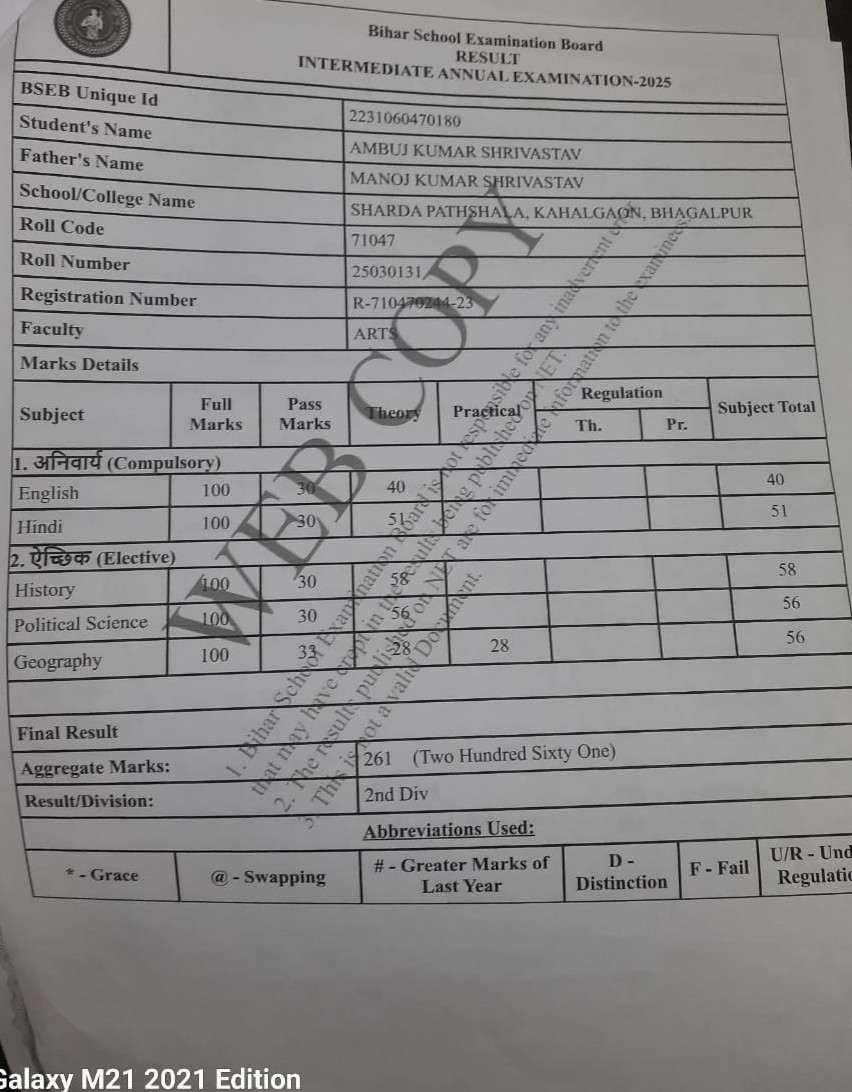 Bihar School Examination Board
RESULT
INTERMEDIATE ANNUAL EXAMINATION-2025
BSEB Unique Id 2231060470180
Student's Name AMBUJ KUMAR SHRIVASTAV
Father's Name MANOJ KUMAR SHRIVASTAV
School/College Name SHARDA PATHSHALA, KAHALGAON, BHAGALPUR
Roll Code 71047
Roll Number 25030131
Registration Number R-710470244-23
Faculty ARTS
Marks Details
Subject Full Marks Pass Marks Theory Practical Regulation Th. Pr. Subject Total
1. अनिवार्य (Compulsory)
English 100 30 40 40
Hindi 100 30 51 51
2. ऐच्छिक (Elective)
History 100 30 58 58
Political Science 100 30 56 56
Geography 100 33 28 28 56
Final Result
Aggregate Marks: 261 (Two Hundred Sixty One)
Result/Division: 2nd Div
Abbreviations Used:
* - Grace @ - Swapping # - Greater Marks of Last Year D - Distinction F - Fail U/R - Und Regulatio
WEB COPY
1. Bihar School Examination Board is not responsible for any inadvertent error
that may have crept in the results being published on NET.
2. The results published on NET are for immediate information to the examinees.
3. This is not a valid Document.
Galaxy M21 2021 Edition